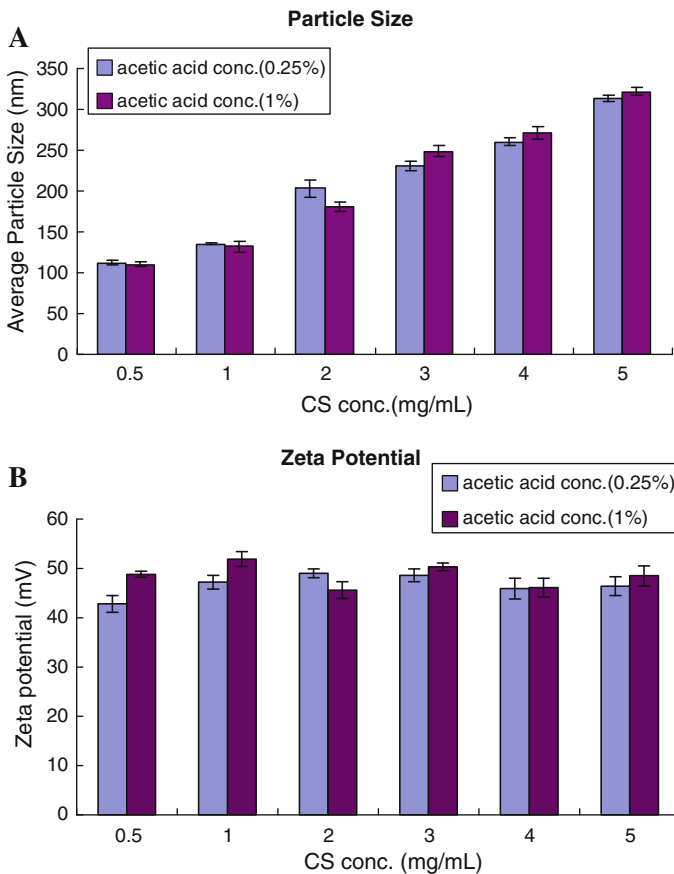 Particle Size
A
acetic acid conc.(0.25%)
acetic acid conc.(1%)
Average Particle Size (nm)
350
300
250
200
150
100
50
0
0.5 1 2 3 4 5
CS conc.(mg/mL)
Zeta Potential
B
acetic acid conc.(0.25%)
acetic acid conc.(1%)
Zeta potential (mV)
60
50
40
30
20
10
0
0.5 1 2 3 4 5
CS conc. (mg/mL)